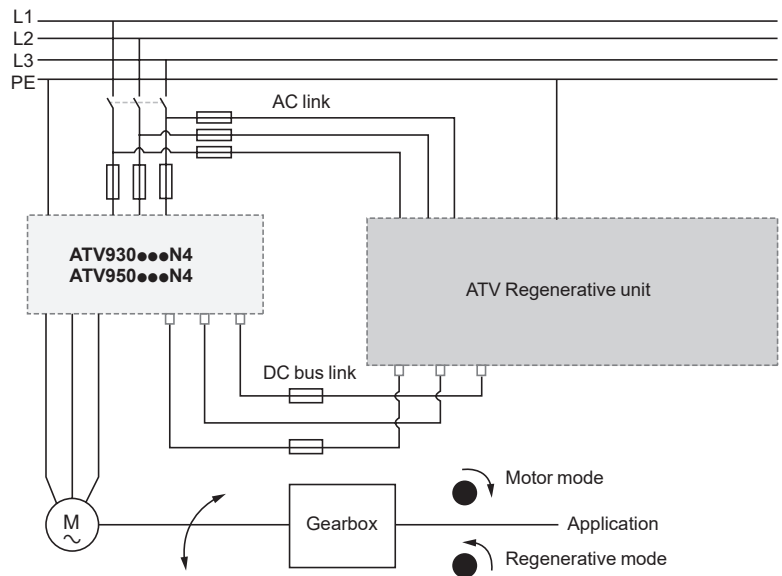 L1
L2
L3
PE
AC link
ATV930●●●N4
ATV950●●●N4
ATV Regenerative unit
DC bus link
Motor mode
M
∼
Gearbox
Application
Regenerative mode